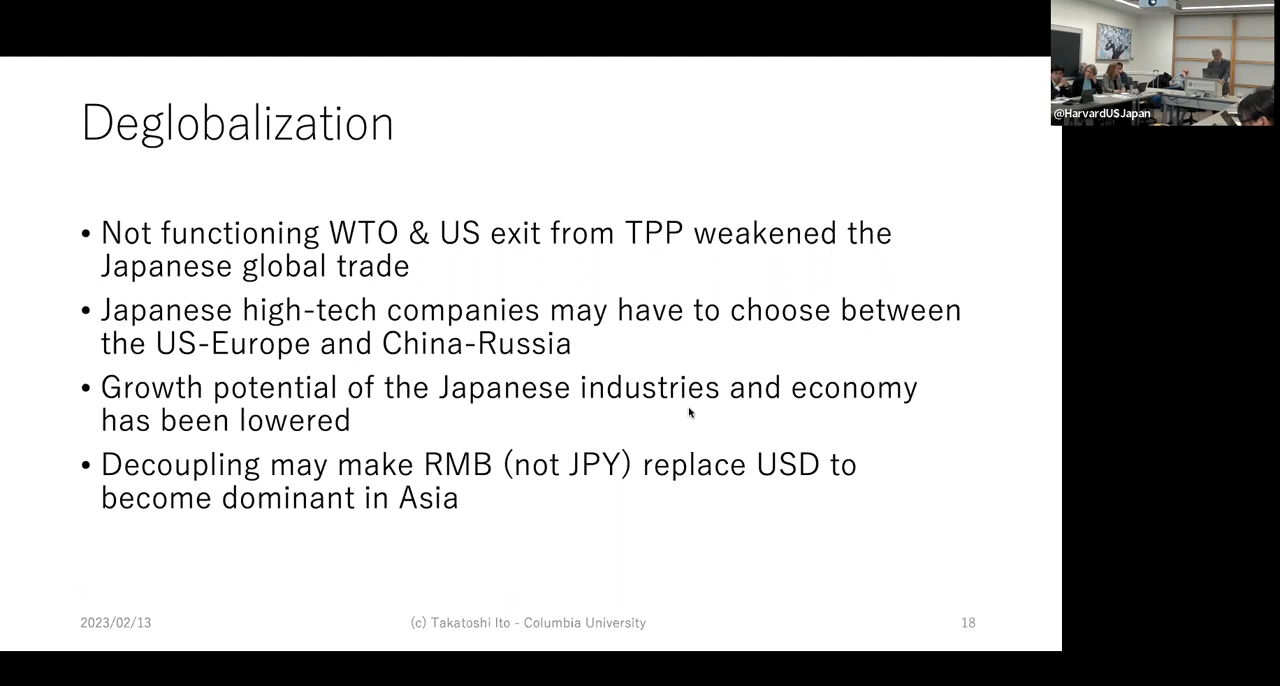 @HarvardUSJapan
Deglobalization
• Not functioning WTO & US exit from TPP weakened the
Japanese global trade
• Japanese high-tech companies may have to choose between
the US-Europe and China-Russia
• Growth potential of the Japanese industries and economy
has been lowered
• Decoupling may make RMB (not JPY) replace USD to
become dominant in Asia
2023/02/13
(c) Takatoshi Ito - Columbia University
18